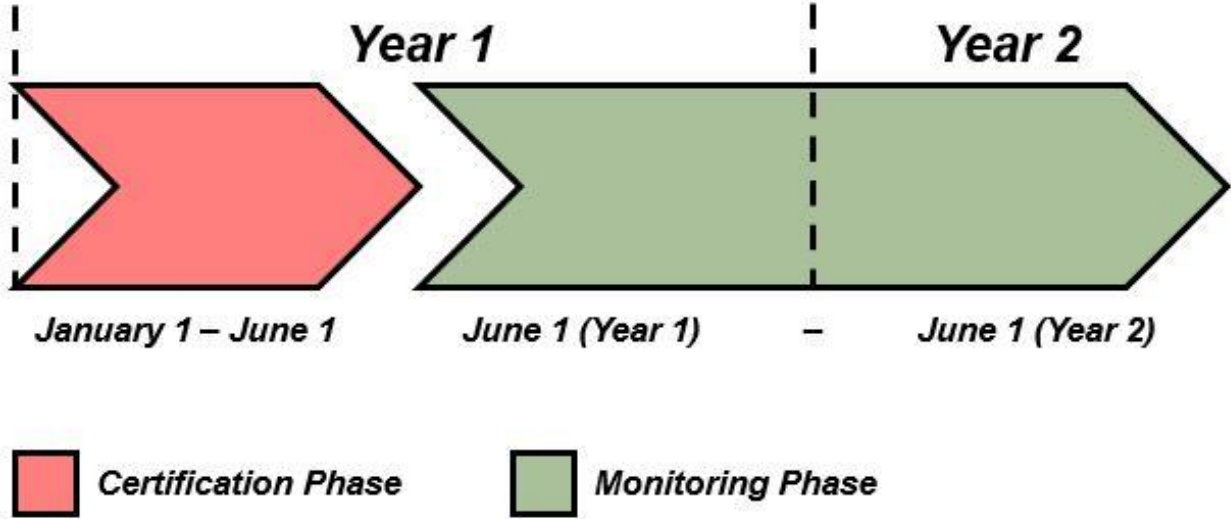 Year 1
Year 2
January 1 – June 1
June 1 (Year 1) – June 1 (Year 2)
Certification Phase
Monitoring Phase